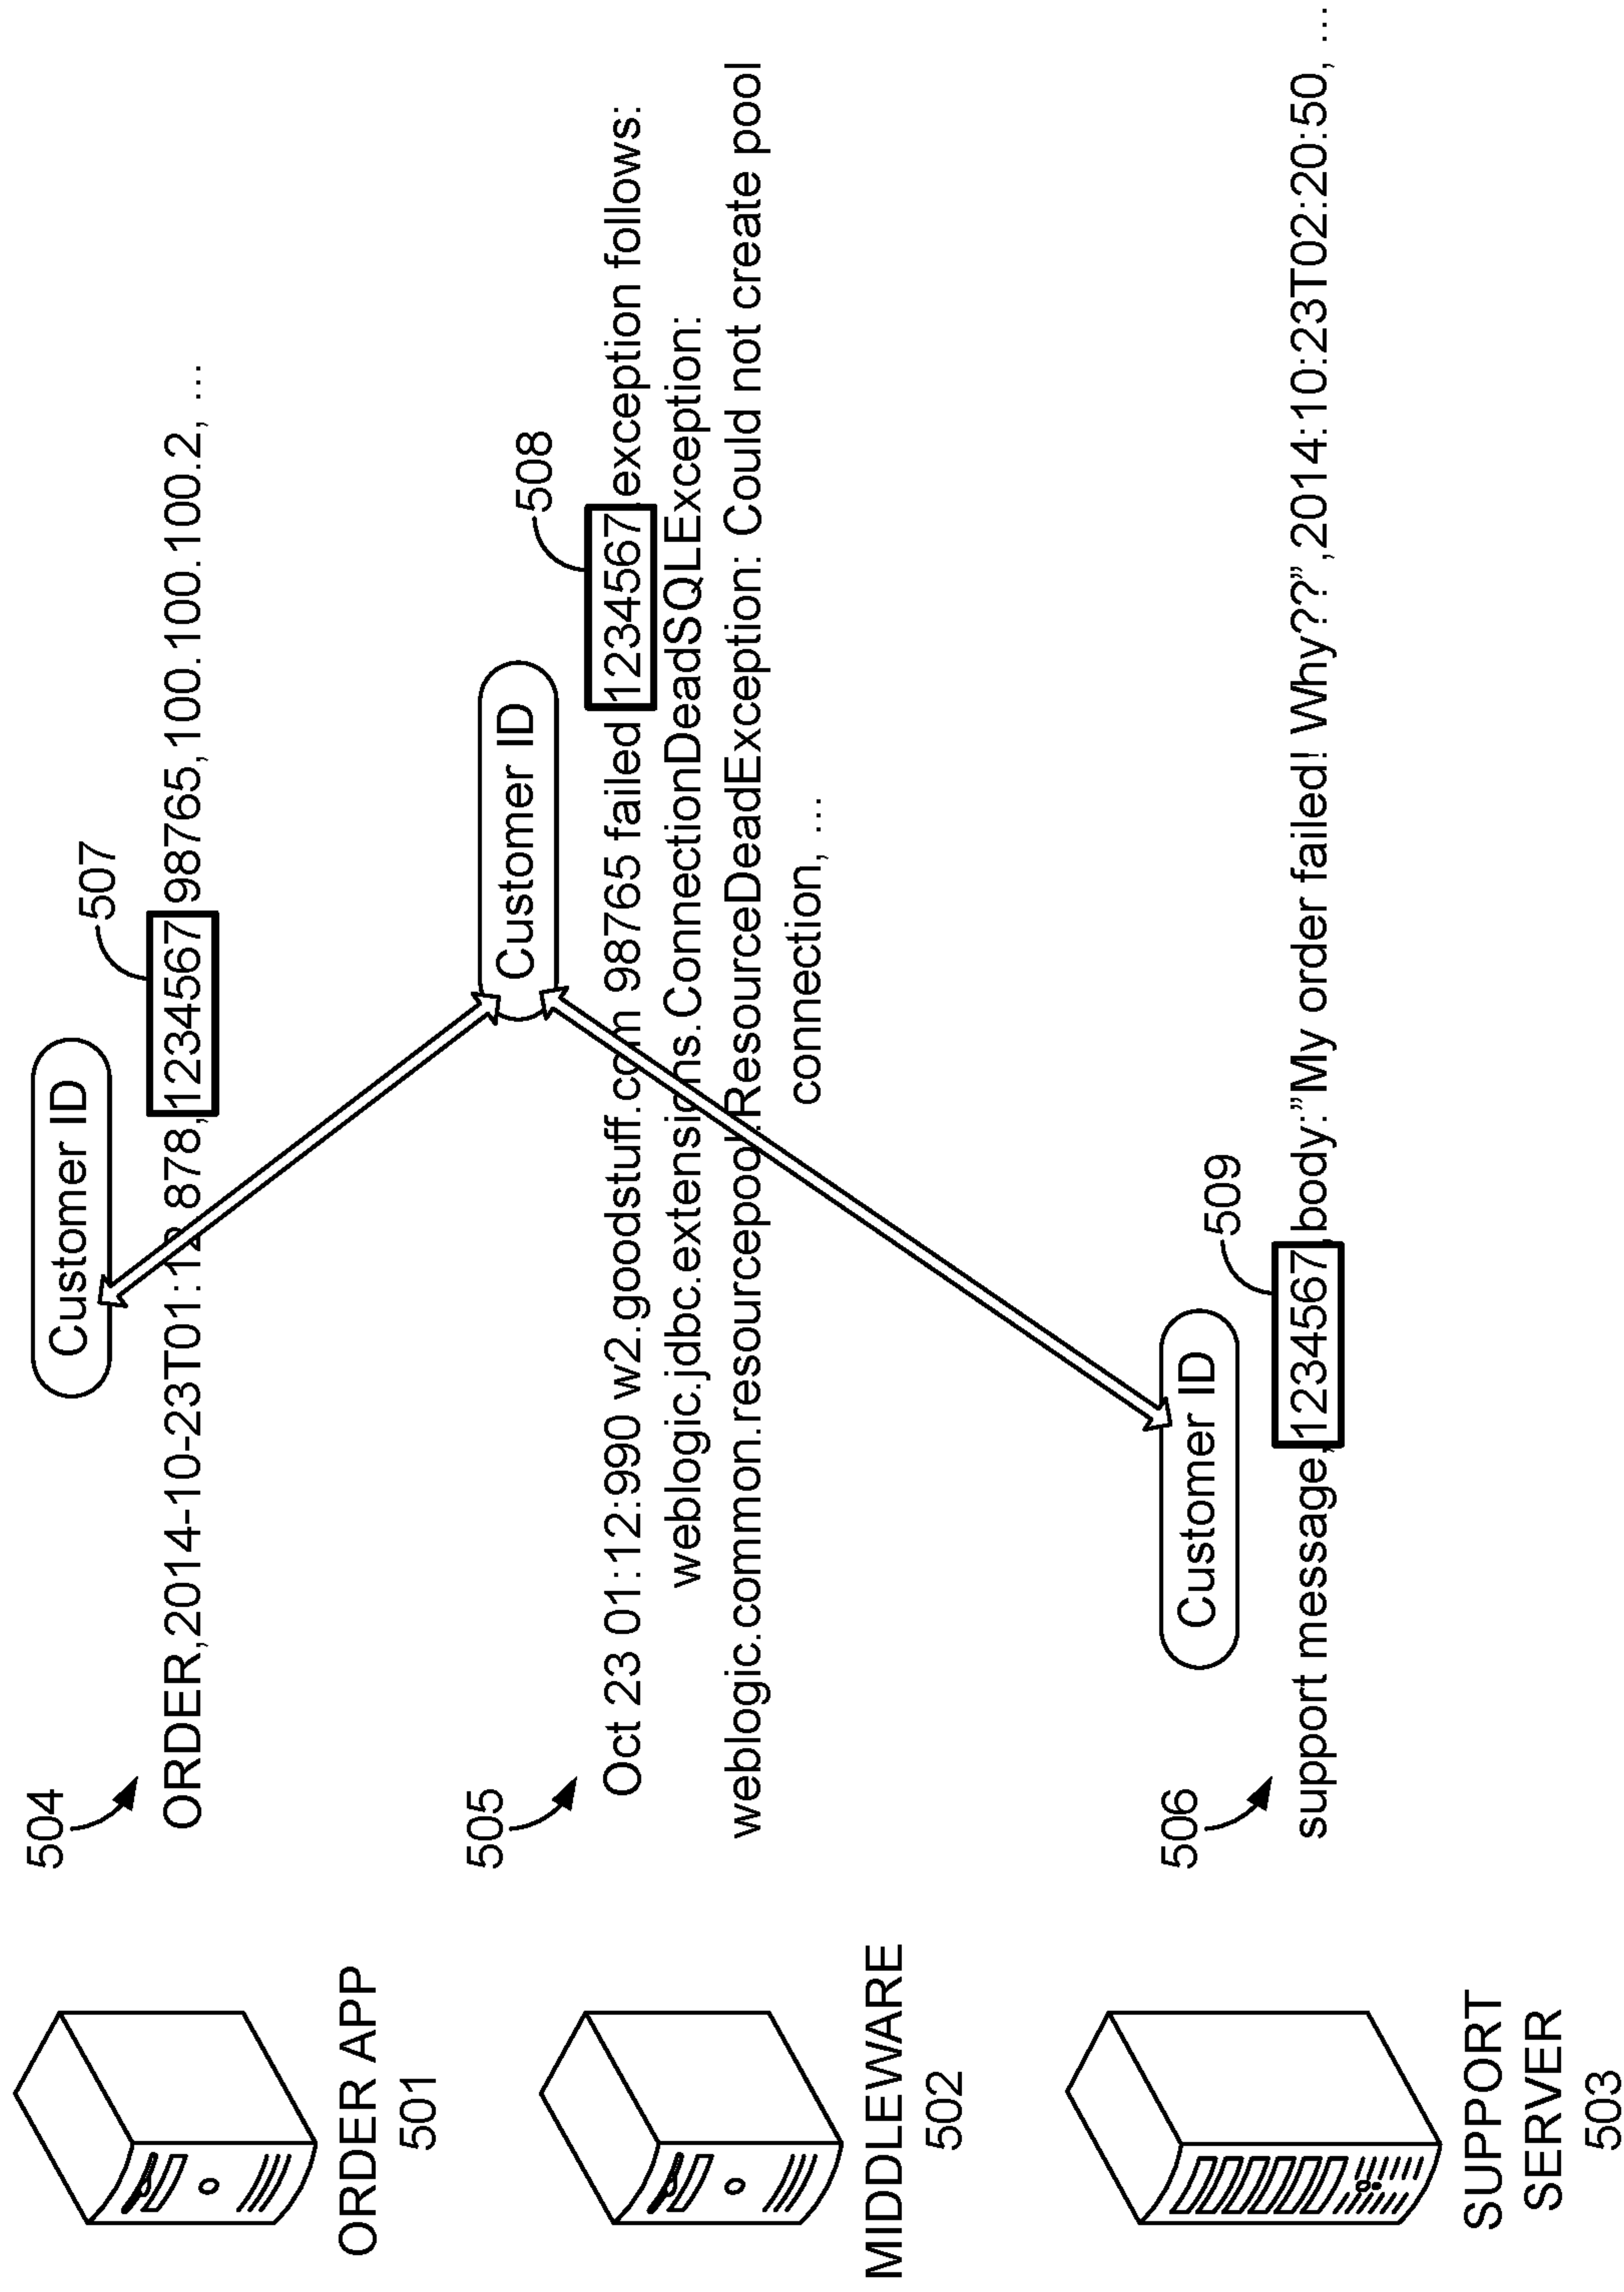 504
Customer ID
507
ORDER,2014-10-23T01:12:878,1234567,98765,100.100.100.2, …
ORDER APP
501
505
Customer ID
508
Oct 23 01:12:990 w2.goodstuff.com 98765 failed 1234567 exception follows:
weblogic.jdbc.extensions.ConnectionDeadSQLException:
weblogic.common.resourcepool.ResourceDeadException: Could not create pool
connection, …
MIDDLEWARE
502
506
Customer ID
509
support message,1234567,body:”My order failed! Why??”,2014:10:23T02:20:50, …
SUPPORT
SERVER
503